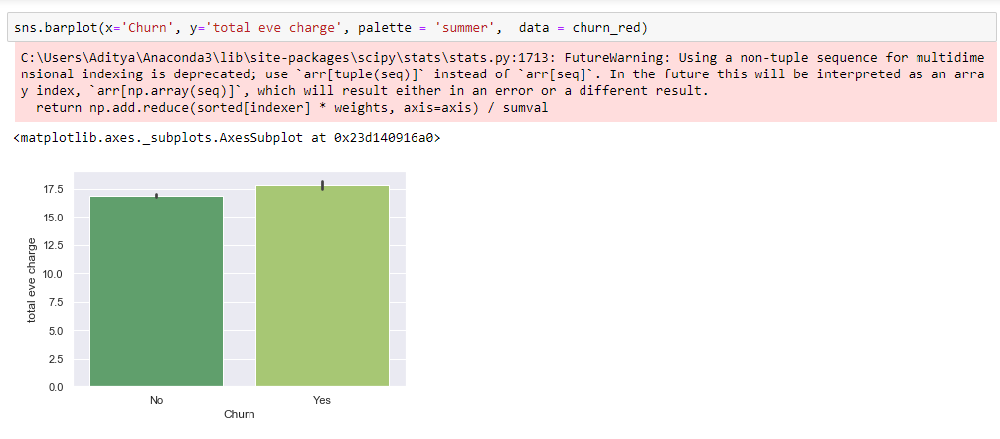 sns.barplot(x='Churn', y='total eve charge', palette = 'summer',  data = churn_red)
C:\Users\Aditya\Anaconda3\lib\site-packages\scipy\stats\stats.py:1713: FutureWarning: Using a non-tuple sequence for multidime
nsional indexing is deprecated; use `arr[tuple(seq)]` instead of `arr[seq]`. In the future this will be interpreted as an arra
y index, `arr[np.array(seq)]`, which will result either in an error or a different result.
  return np.add.reduce(sorted[indexer] * weights, axis=axis) / sumval
<matplotlib.axes._subplots.AxesSubplot at 0x23d140916a0>
total eve charge
17.5
15.0
12.5
10.0
7.5
5.0
2.5
0.0
No Yes
Churn